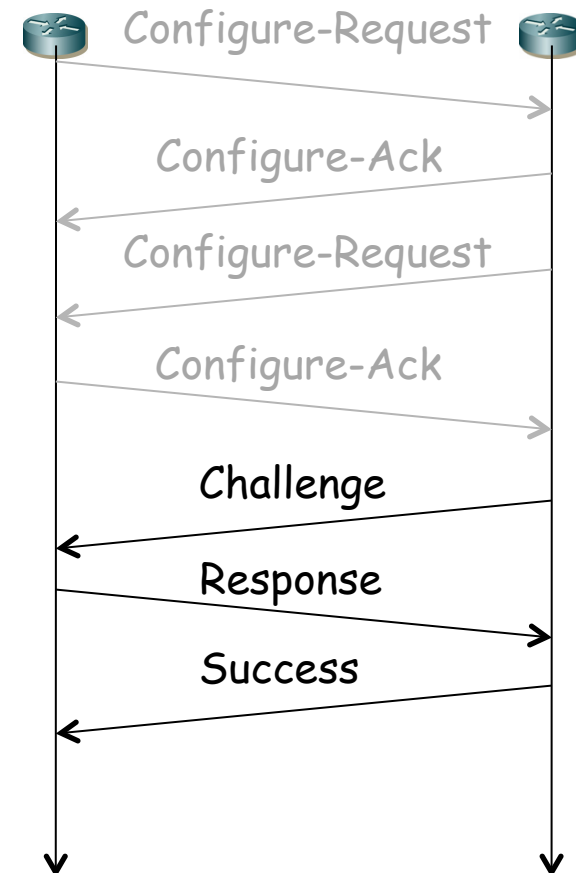 Configure-Request
Configure-Ack
Configure-Request
Configure-Ack
Challenge
Response
Success